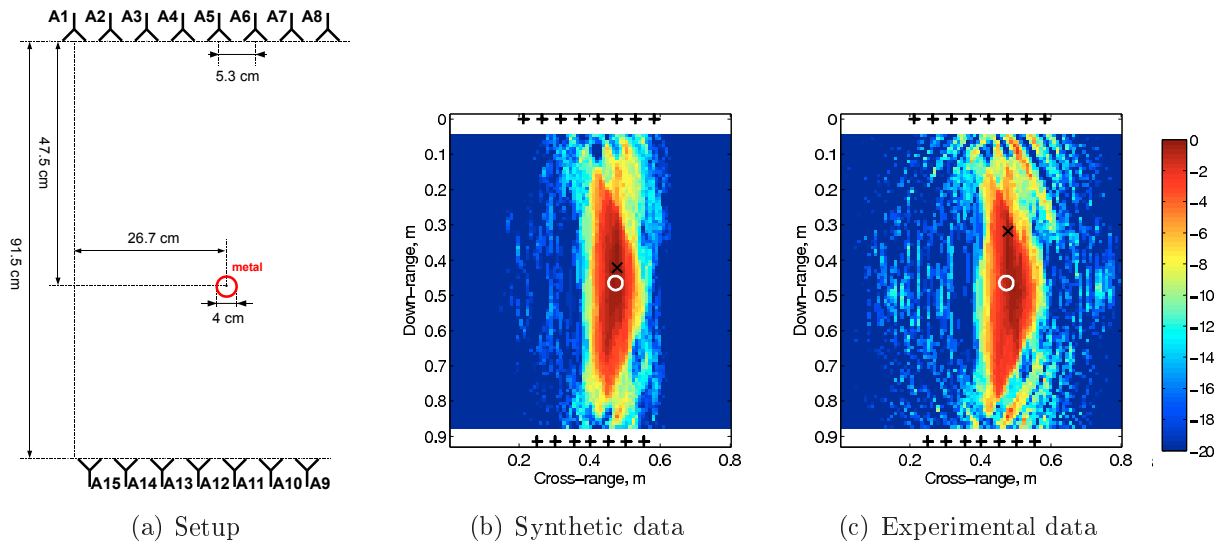 A1 A2 A3 A4 A5 A6 A7 A8
5.3 cm
47.5 cm
91.5 cm
26.7 cm
metal
4 cm
A15 A14 A13 A12 A11 A10 A9
(a) Setup
0
0.1
0.2
0.3
0.4
0.5
0.6
0.7
0.8
0.9
Down-range, m
0.2 0.4 0.6 0.8
Cross-range, m
(b) Synthetic data
0
0.1
0.2
0.3
0.4
0.5
0.6
0.7
0.8
0.9
Down-range, m
0.2 0.4 0.6 0.8
Cross-range, m
(c) Experimental data
0
-2
-4
-6
-8
-10
-12
-14
-16
-18
-20